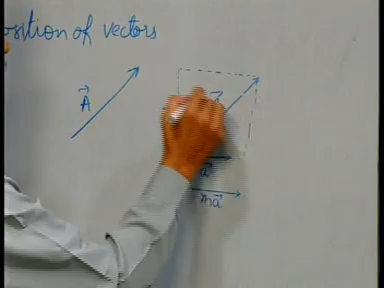 osition of vectors
A⃗
a⃗
ma⃗